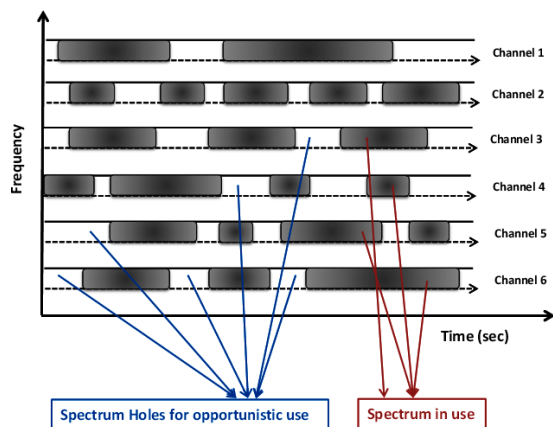 Channel 1
Channel 2
Channel 3
Channel 4
Channel 5
Channel 6
Frequency
Time (sec)
Spectrum Holes for opportunistic use
Spectrum in use